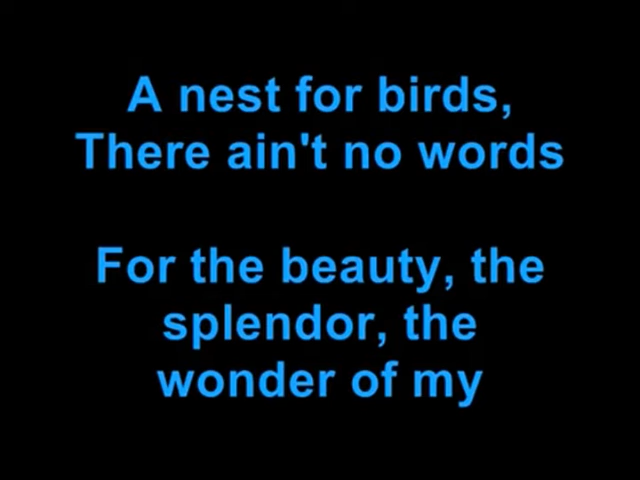 A nest for birds,
There ain't no words
For the beauty, the
splendor, the
wonder of my